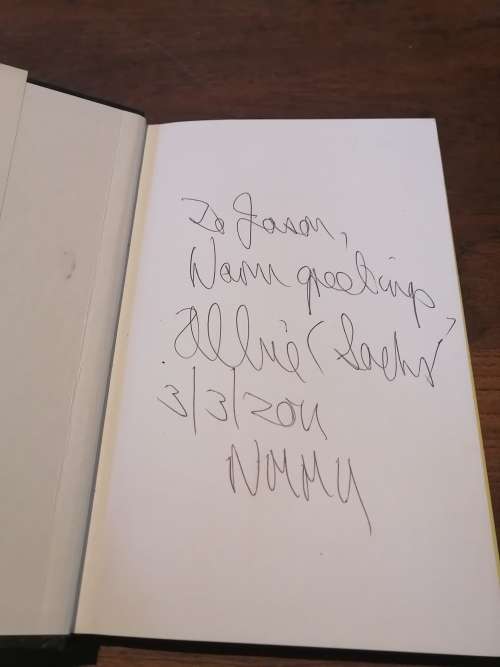 To Jason,
Warm greetings,
Albie (Sachs
3/3/2011